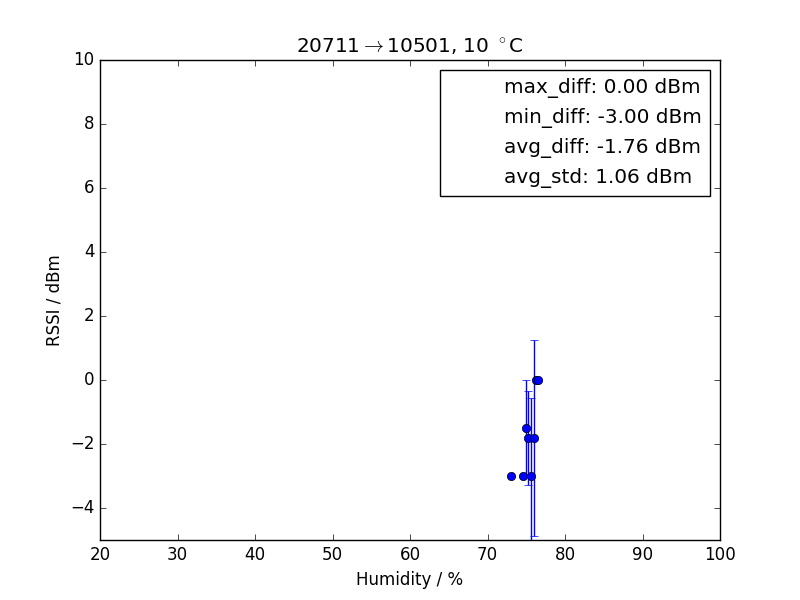 20711→10501, 10 °C
max_diff: 0.00 dBm
min_diff: -3.00 dBm
avg_diff: -1.76 dBm
avg_std: 1.06 dBm
10
8
6
4
2
0
−2
−4
RSSI / dBm
20 30 40 50 60 70 80 90 100
Humidity / %